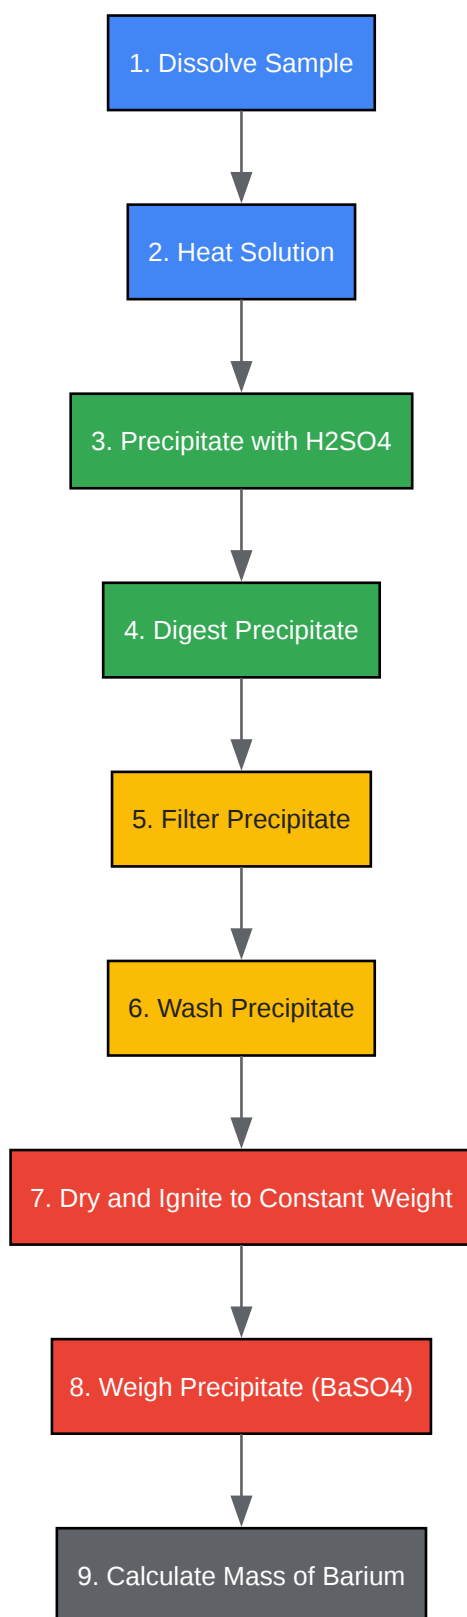 1. Dissolve Sample
2. Heat Solution
3. Precipitate with H2SO4
4. Digest Precipitate
5. Filter Precipitate
6. Wash Precipitate
7. Dry and Ignite to Constant Weight
8. Weigh Precipitate (BaSO4)
9. Calculate Mass of Barium